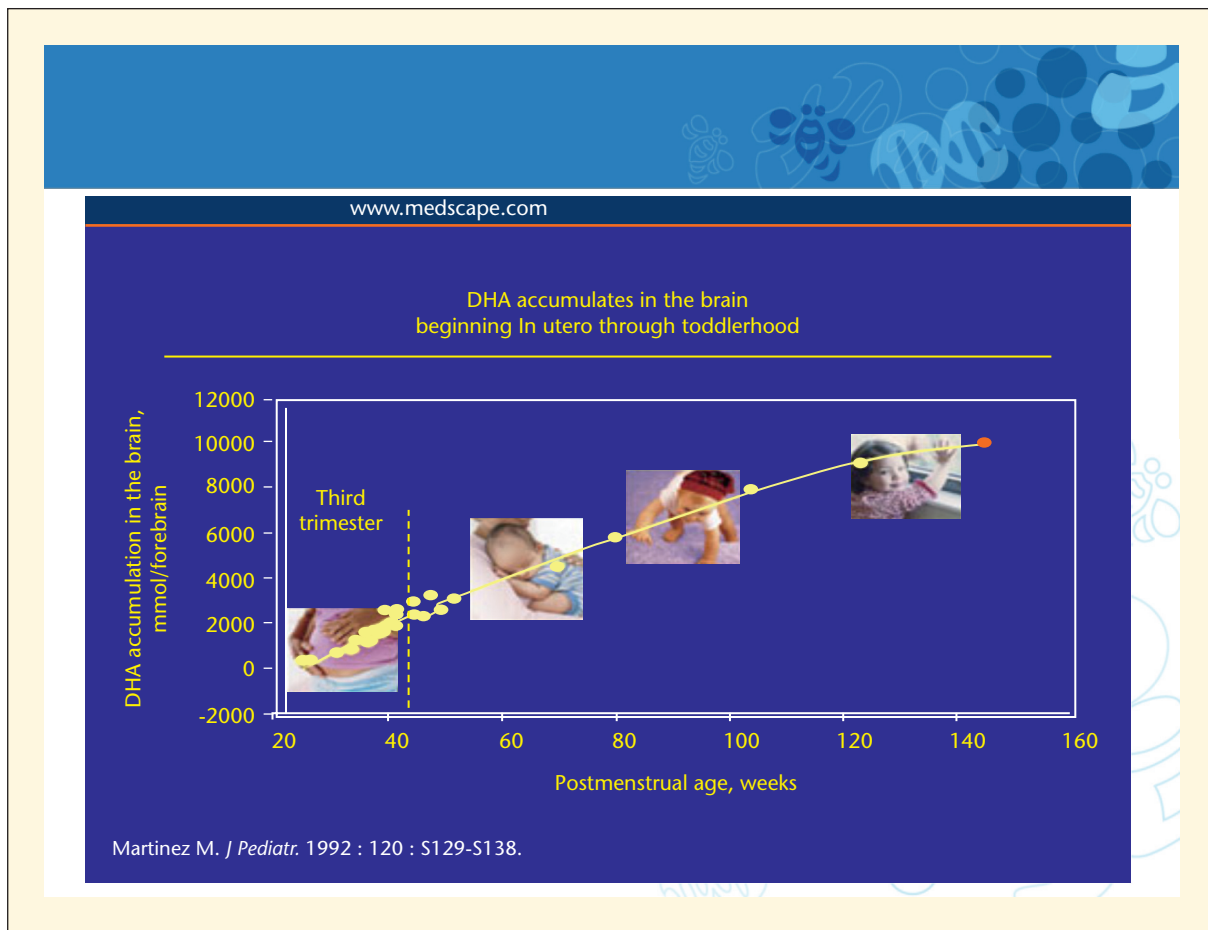 www.medscape.com
DHA accumulates in the brain
beginning In utero through toddlerhood
DHA accumulation in the brain,
mmol/forebrain
12000
10000
8000
6000
4000
2000
0
-2000
Third
trimester
20 40 60 80 100 120 140 160
Postmenstrual age, weeks
Martinez M. J Pediatr. 1992 : 120 : S129-S138.